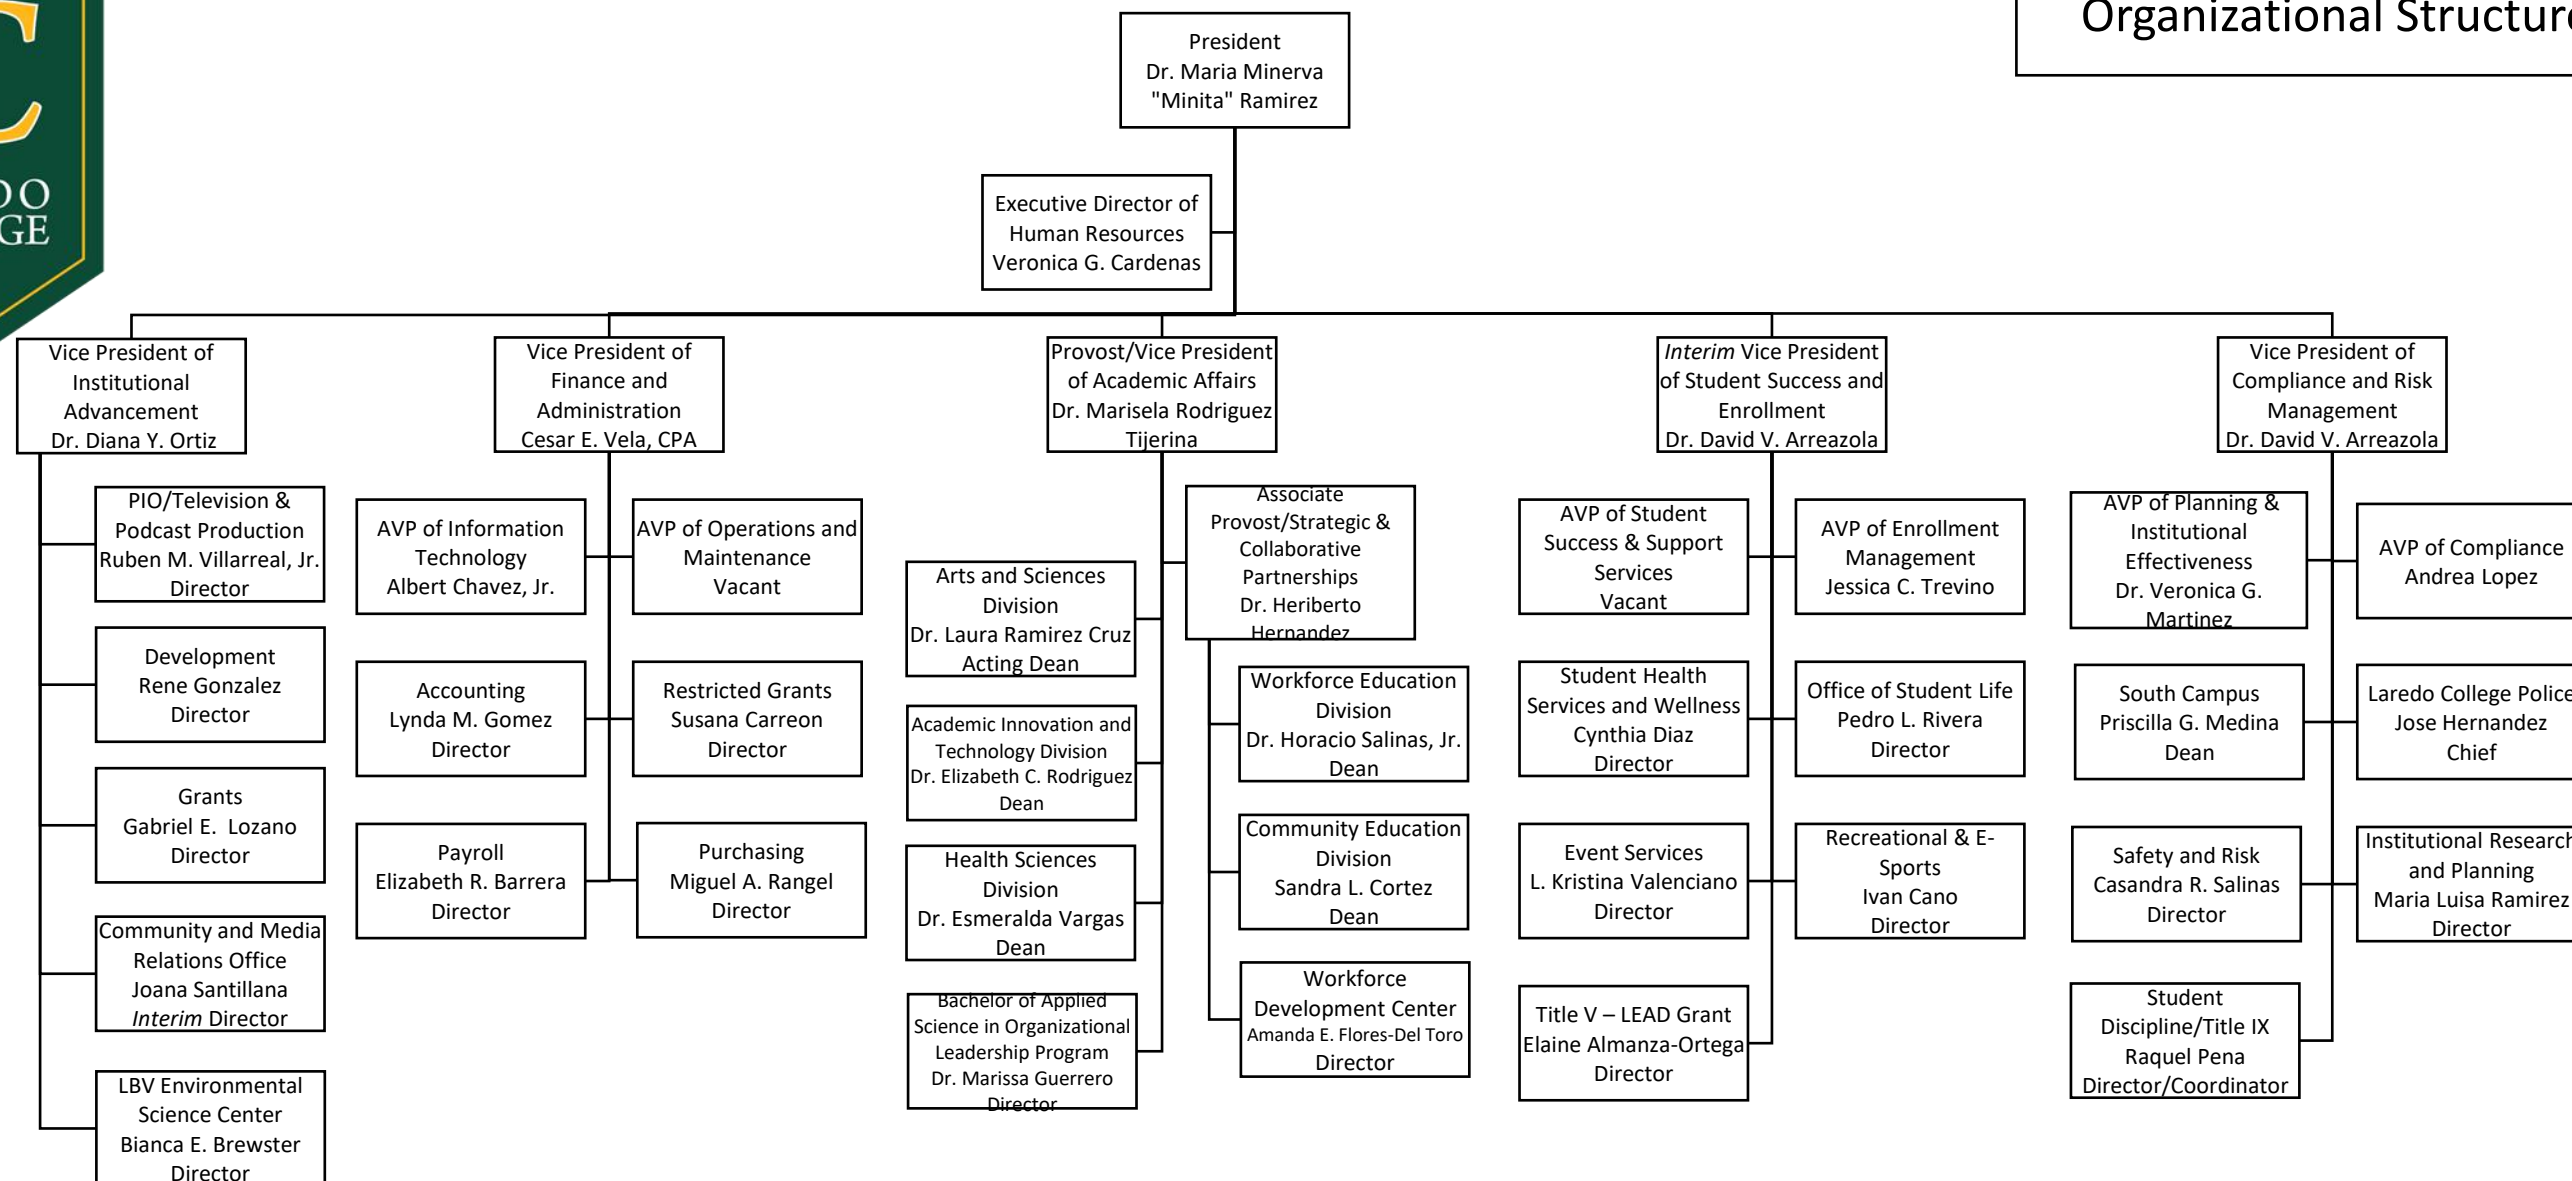 C
DO
GE
Organizational Structure
President
Dr. Maria Minerva
"Minita" Ramirez
Executive Director of
Human Resources
Veronica G. Cardenas
Vice President of
Institutional
Advancement
Dr. Diana Y. Ortiz
PIO/Television &
Podcast Production
Ruben M. Villarreal, Jr.
Director
Development
Rene Gonzalez
Director
Grants
Gabriel E. Lozano
Director
Community and Media
Relations Office
Joana Santillana
Interim Director
LBV Environmental
Science Center
Bianca E. Brewster
Director
Vice President of
Finance and
Administration
Cesar E. Vela, CPA
AVP of Information
Technology
Albert Chavez, Jr.
AVP of Operations and
Maintenance
Vacant
Accounting
Lynda M. Gomez
Director
Restricted Grants
Susana Carreon
Director
Payroll
Elizabeth R. Barrera
Director
Purchasing
Miguel A. Rangel
Director
Provost/Vice President
of Academic Affairs
Dr. Marisela Rodriguez
Tijerina
Associate
Provost/Strategic &
Collaborative
Partnerships
Dr. Heriberto
Hernandez
Arts and Sciences
Division
Dr. Laura Ramirez Cruz
Acting Dean
Academic Innovation and
Technology Division
Dr. Elizabeth C. Rodriguez
Dean
Health Sciences
Division
Dr. Esmeralda Vargas
Dean
Bachelor of Applied
Science in Organizational
Leadership Program
Dr. Marissa Guerrero
Director
Workforce Education
Division
Dr. Horacio Salinas, Jr.
Dean
Community Education
Division
Sandra L. Cortez
Dean
Workforce
Development Center
Amanda E. Flores-Del Toro
Director
Interim Vice President
of Student Success and
Enrollment
Dr. David V. Arreazola
AVP of Student
Success & Support
Services
Vacant
AVP of Enrollment
Management
Jessica C. Trevino
Student Health
Services and Wellness
Cynthia Diaz
Director
Office of Student Life
Pedro L. Rivera
Director
Event Services
L. Kristina Valenciano
Director
Recreational & E-
Sports
Ivan Cano
Director
Title V – LEAD Grant
Elaine Almanza-Ortega
Director
Vice President of
Compliance and Risk
Management
Dr. David V. Arreazola
AVP of Planning &
Institutional
Effectiveness
Dr. Veronica G.
Martinez
AVP of Compliance
Andrea Lopez
South Campus
Priscilla G. Medina
Dean
Laredo College Police
Jose Hernandez
Chief
Safety and Risk
Casandra R. Salinas
Director
Institutional Research
and Planning
Maria Luisa Ramirez
Director
Student
Discipline/Title IX
Raquel Pena
Director/Coordinator